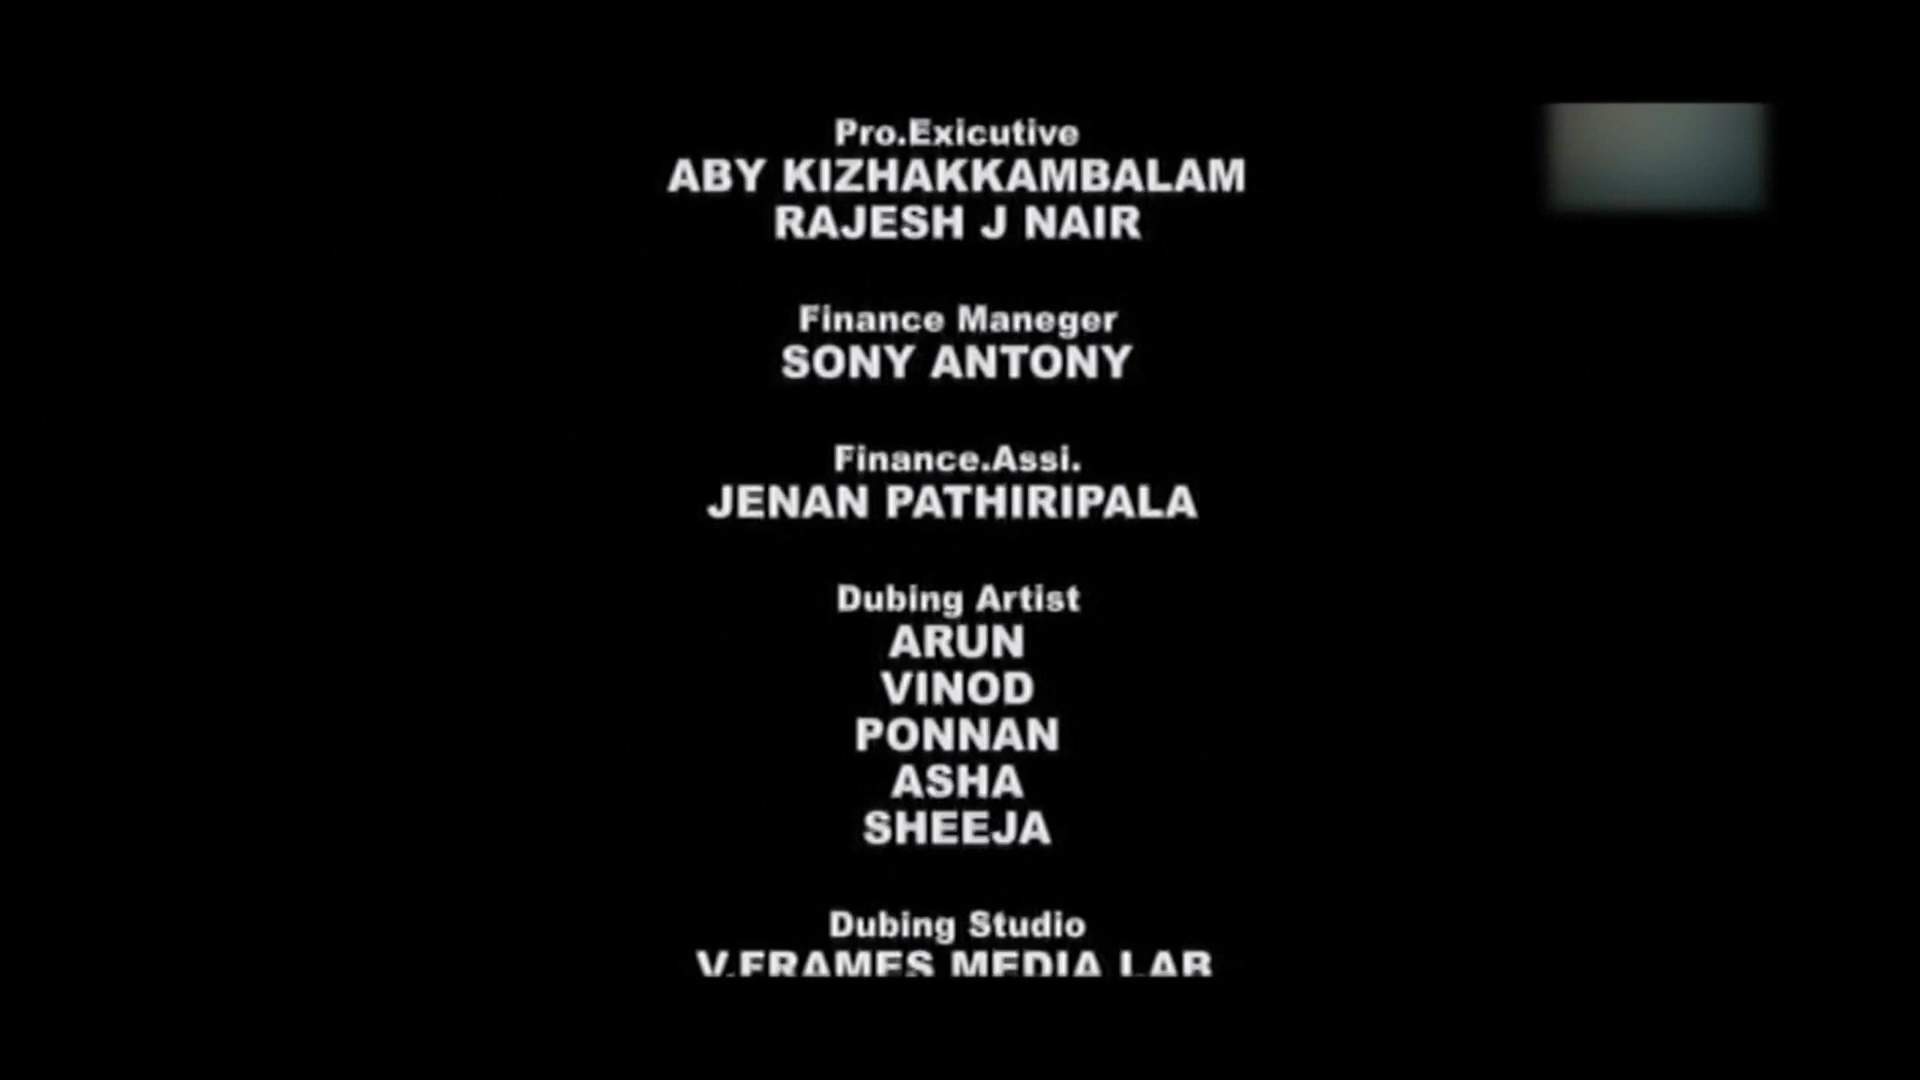 Pro.Exicutive
ABY KIZHAKKAMBALAM
RAJESH J NAIR
Finance Maneger
SONY ANTONY
Finance.Assi.
JENAN PATHIRIPALA
Dubing Artist
ARUN
VINOD
PONNAN
ASHA
SHEEJA
Dubing Studio
V.FRAMES MEDIA LAB